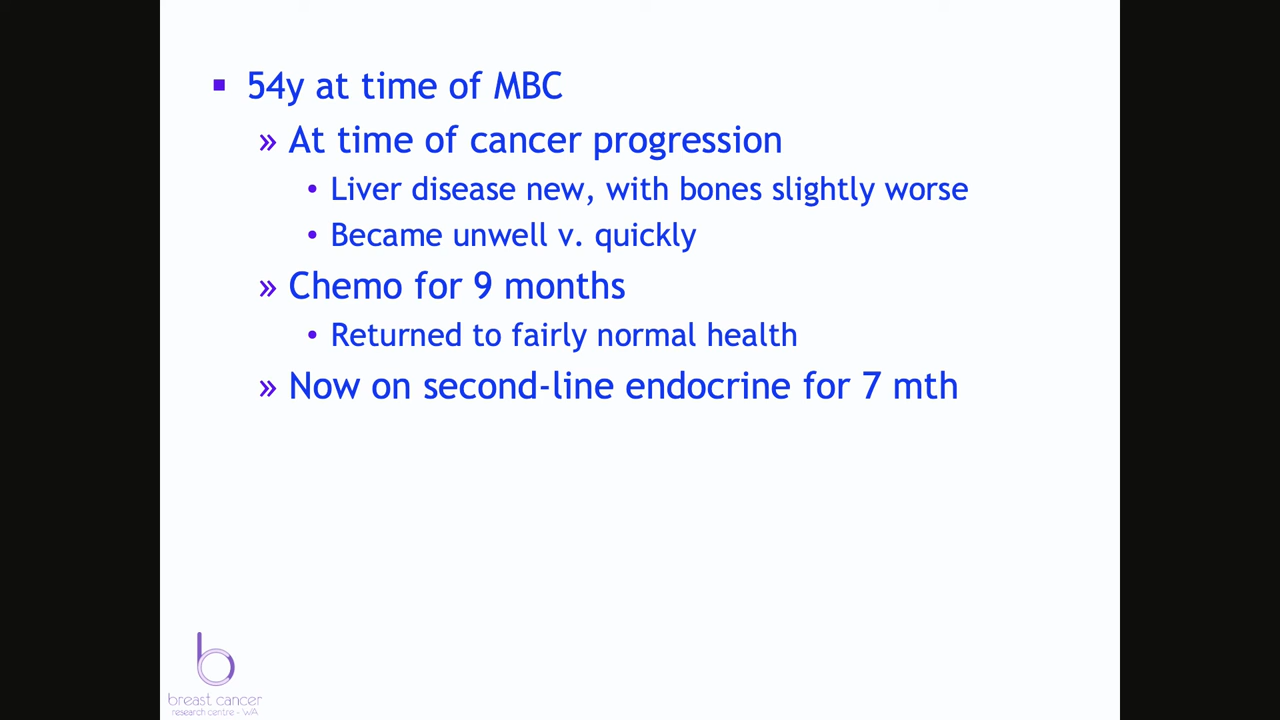 54y at time of MBC
» At time of cancer progression
• Liver disease new, with bones slightly worse
• Became unwell v. quickly
» Chemo for 9 months
• Returned to fairly normal health
» Now on second-line endocrine for 7 mth
b
breast cancer
research centre - WA